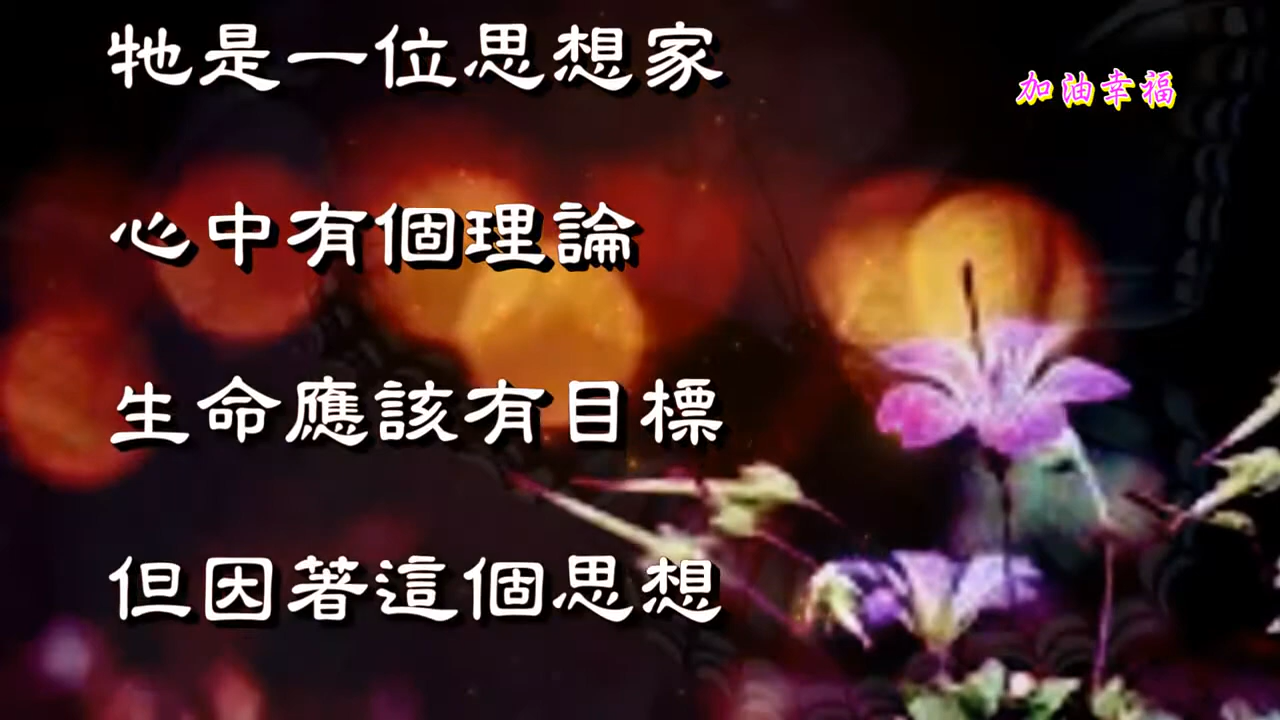 牠是一位思想家
加油幸福
心中有個理論
生命應該有目標
但因著這個思想